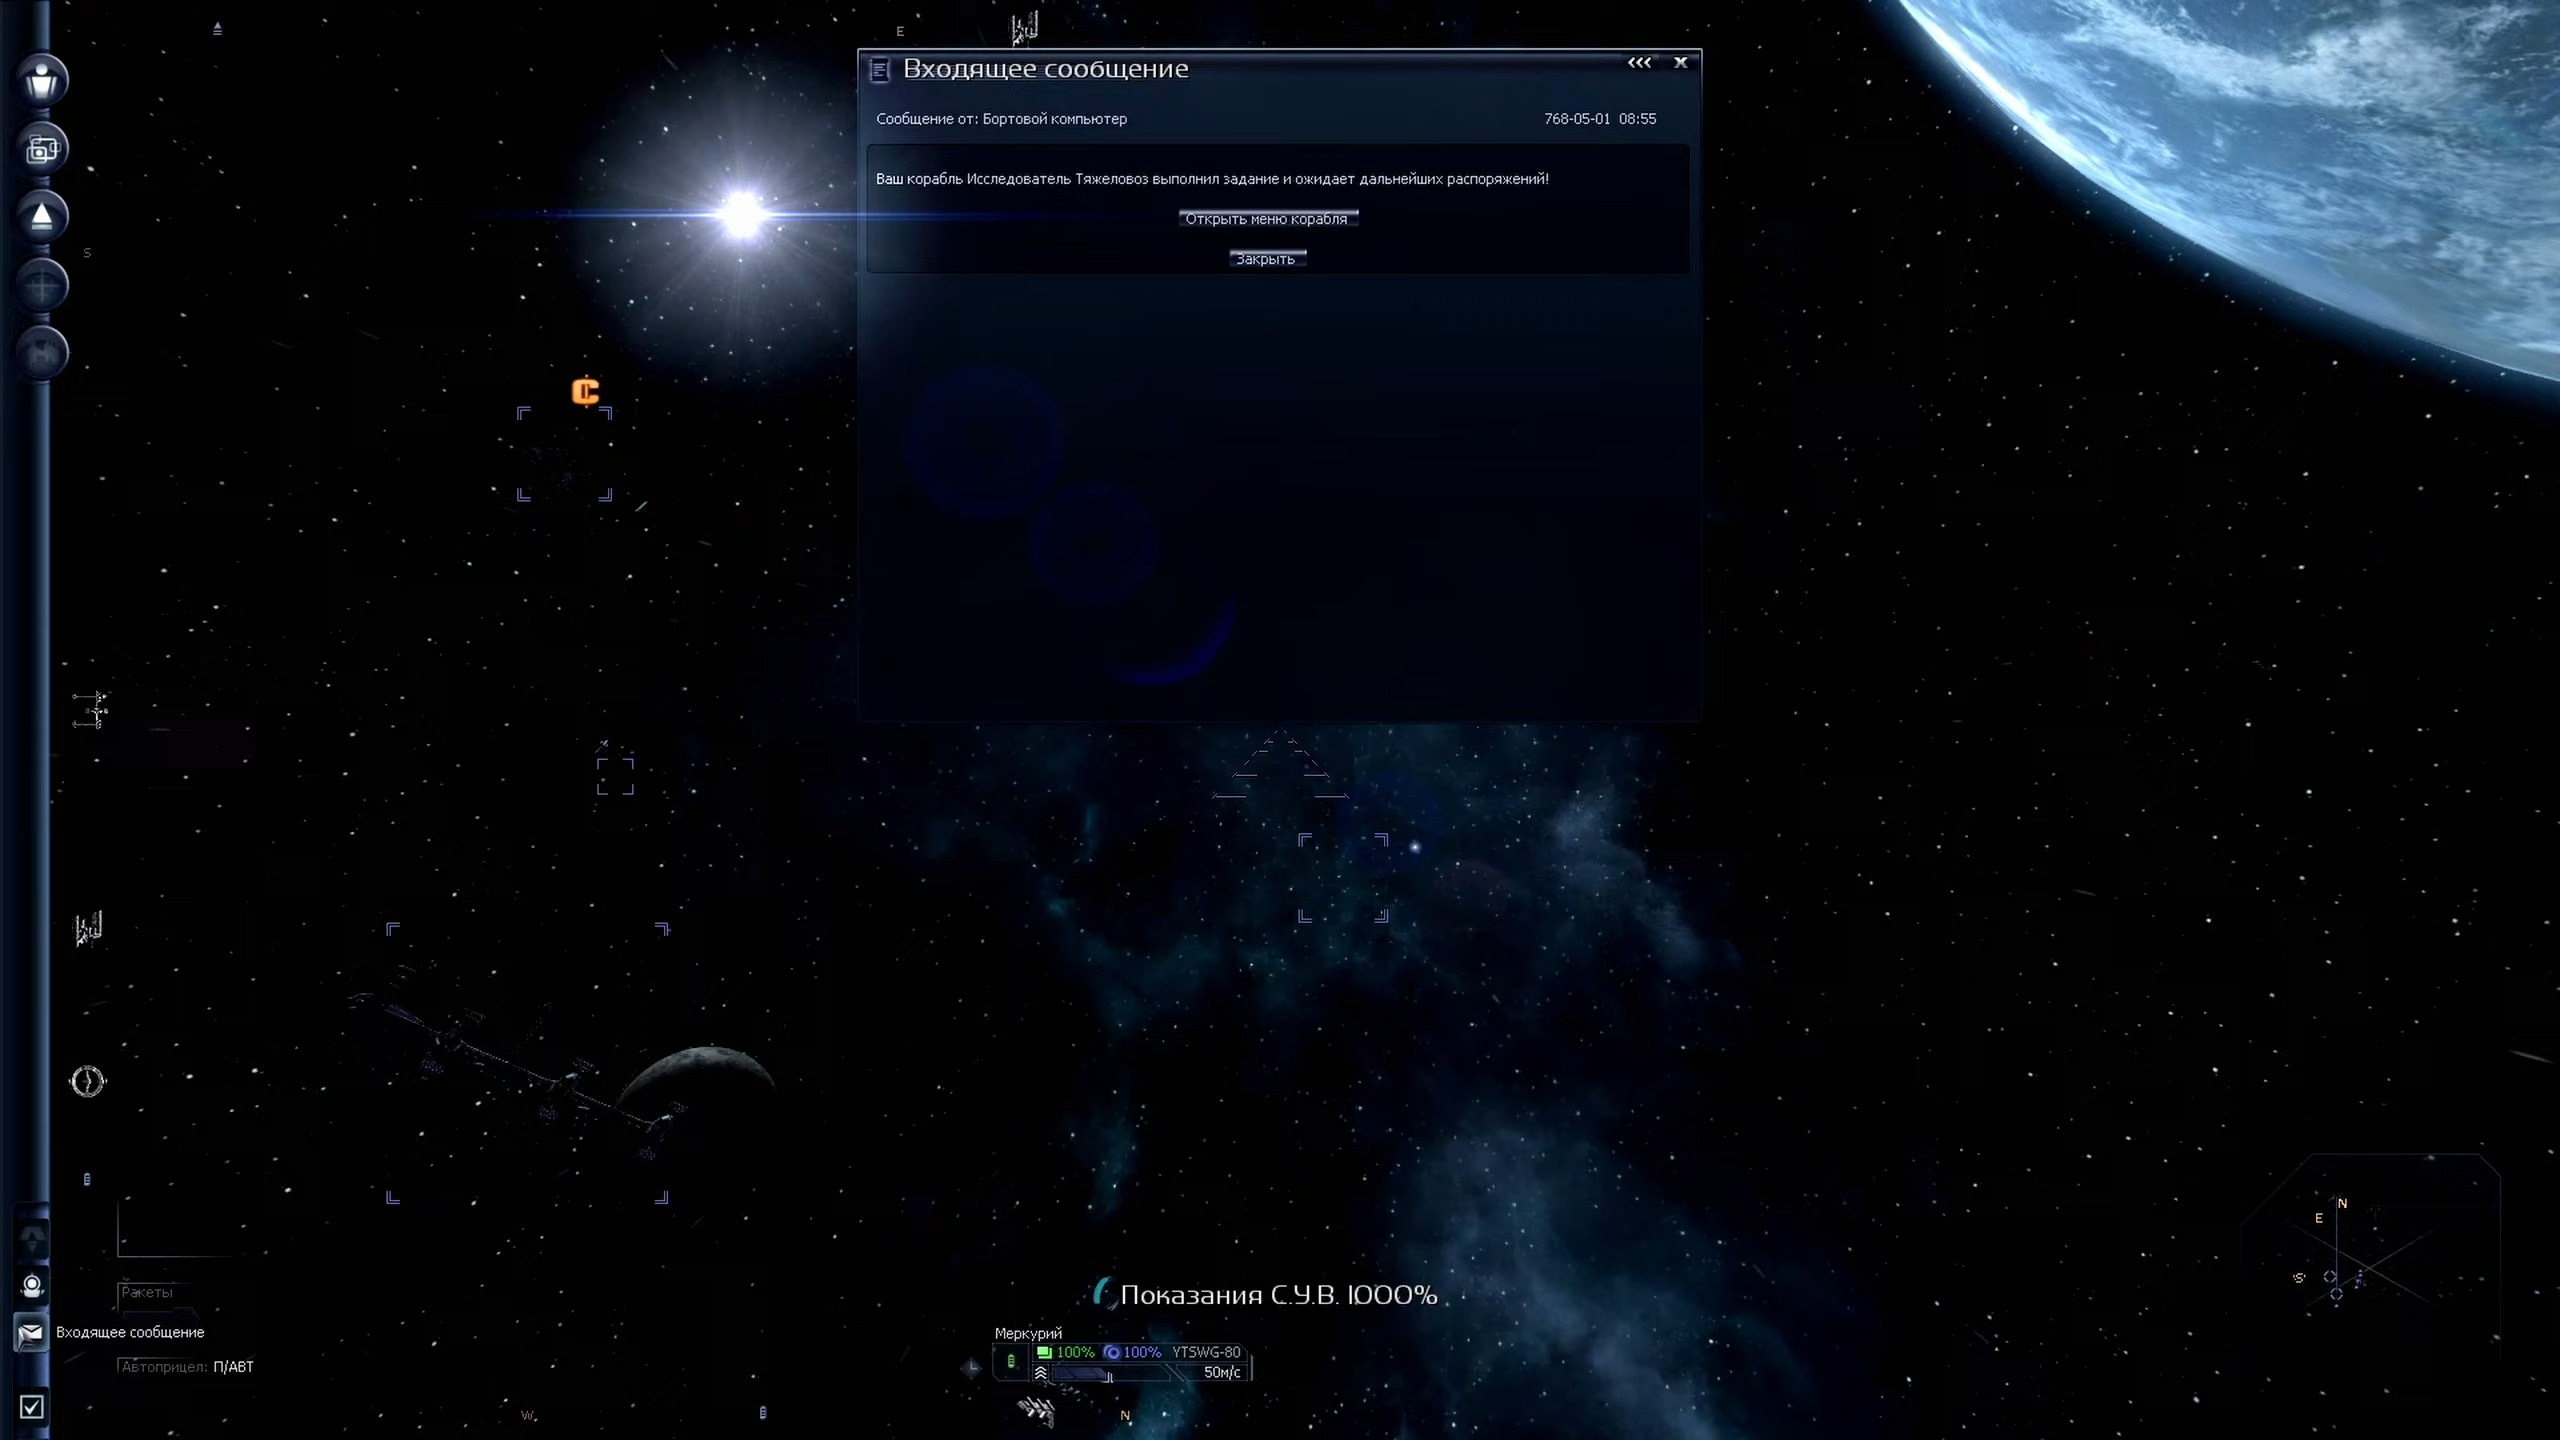 E
Входящее сообщение
Сообщение от: Бортовой компьютер
768-05-01 08:55
Ваш корабль Исследователь Тяжеловоз выполнил задание и ожидает дальнейших распоряжений!
Открыть меню корабля
Закрыть
S
N
E
S
Показания С.У.В. 1000%
Ракеты
Входящее сообщение
Автоприцел: П/АВТ
Меркурий
100% 100% YTSWG-80
50м/с
W
N